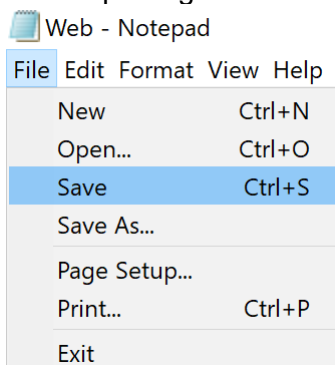 Web - Notepad
File Edit Format View Help
New Ctrl+N
Open... Ctrl+O
Save Ctrl+S
Save As...
Page Setup...
Print... Ctrl+P
Exit